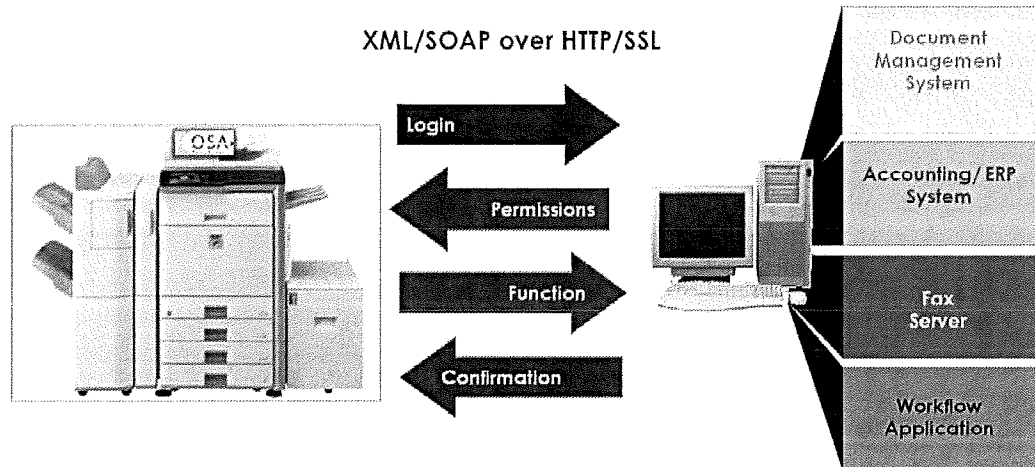 XML/SOAP over HTTP/SSL
Document
Management
System
Login
OSA
Accounting/ERP
System
Permissions
Function
Fax
Server
Confirmation
Workflow
Application